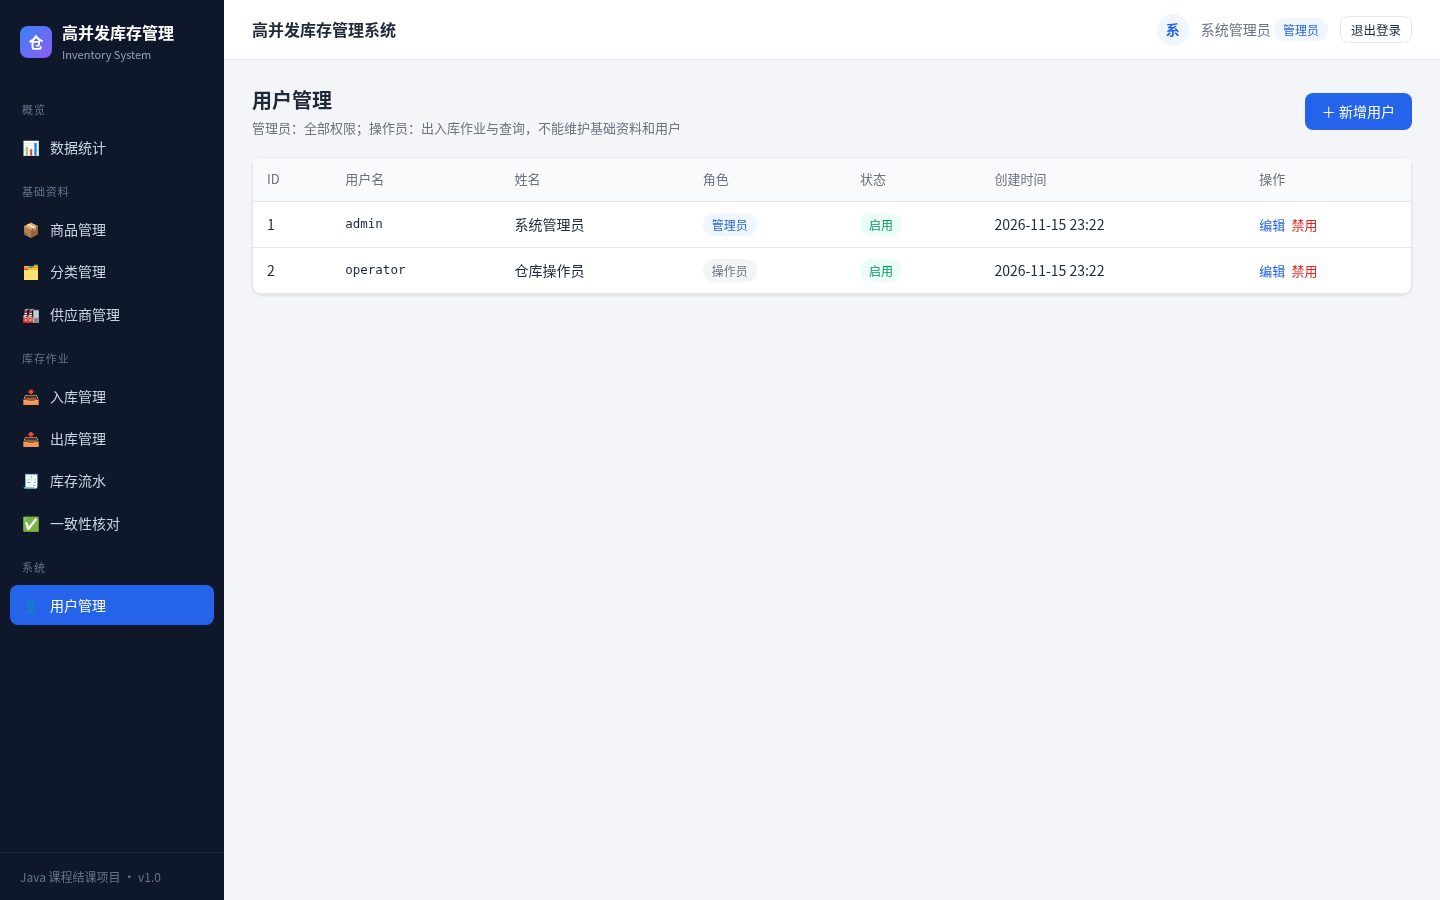 仓
高并发库存管理
Inventory System
概览
数据统计
基础资料
商品管理
分类管理
供应商管理
库存作业
入库管理
出库管理
库存流水
一致性核对
系统
用户管理
Java 课程结课项目 · v1.0
高并发库存管理系统
系 系统管理员 管理员 退出登录
用户管理
管理员：全部权限；操作员：出入库作业与查询，不能维护基础资料和用户
＋ 新增用户
ID 用户名 姓名 角色 状态 创建时间 操作
1 admin 系统管理员 管理员 启用 2026-11-15 23:22 编辑 禁用
2 operator 仓库操作员 操作员 启用 2026-11-15 23:22 编辑 禁用